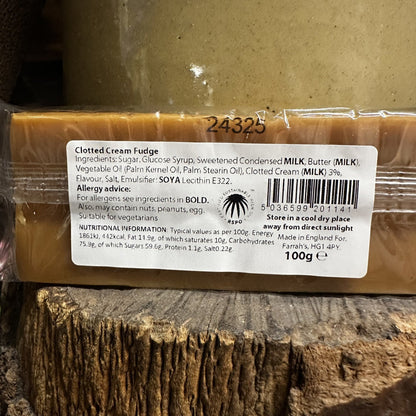 24325
Clotted Cream Fudge
Ingredients: Sugar, Glucose Syrup, Sweetened Condensed MILK, Butter (MILK),
Vegetable Oil (Palm Kernel Oil, Palm Stearin Oil), Clotted Cream (MILK) 3%,
Flavour, Salt, Emulsifier: SOYA Lecithin E322.
Allergy advice:
For allergens see ingredients in BOLD.
Also, may contain nuts, peanuts, egg.
Suitable for vegetarians
NUTRITIONAL INFORMATION: Typical values as per 100g. Energy
1861kJ, 442kcal, Fat 14.9g, of which saturates 10g, Carbohydrates
75.9g, of which Sugars 59.6g, Protein 1.1g, Salt 0.22g.
RSPO
5 036599 201141
Store in a cool dry place
away from direct sunlight
Made in England For.
Farrah's, HG1 4PY.
100g e